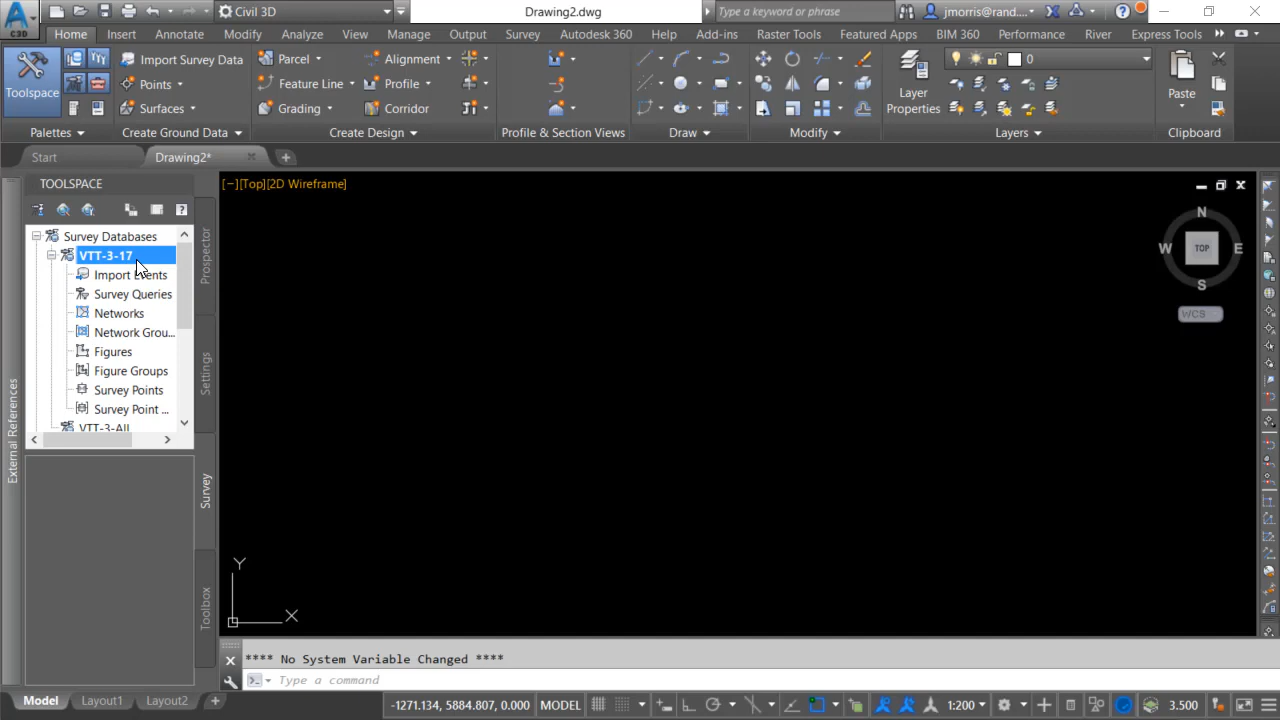 C3D
Civil 3D
Drawing2.dwg
Type a keyword or phrase
jmorris@rand....
Home Insert Annotate Modify Analyze View Manage Output Survey Autodesk 360 Help Add-ins Raster Tools Featured Apps BIM 360 Performance River Express Tools
Toolspace
Import Survey Data
Points
Surfaces
Parcel
Feature Line
Grading
Alignment
Profile
Corridor
0
Layer
Properties
Paste
Palettes Create Ground Data Create Design Profile & Section Views Draw Modify Layers Clipboard
Start Drawing2*
TOOLSPACE
[−][Top][2D Wireframe]
Survey Databases
VTT-3-17
Import Events
Survey Queries
Networks
Network Grou...
Figures
Figure Groups
Survey Points
Survey Point ...
VTT-3-All
External References
Prospector
Settings
Survey
Toolbox
N
W TOP E
S
WCS
Y
X
**** No System Variable Changed ****
Type a command
Model Layout1 Layout2
-1271.134, 5884.807, 0.000 MODEL 1:200 3.500